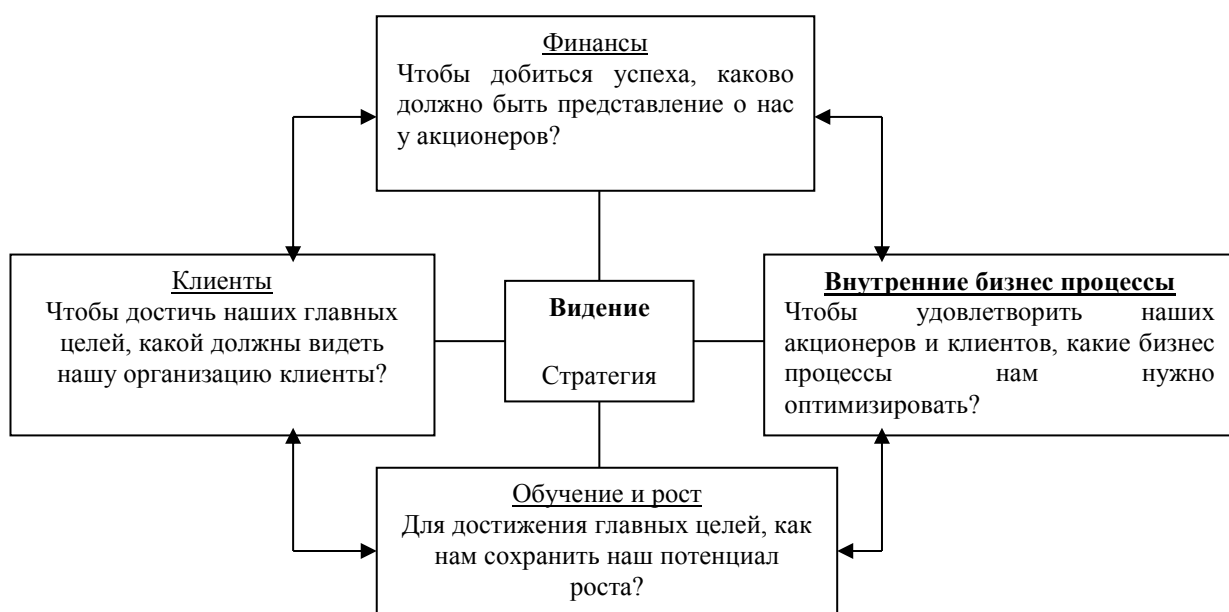 Финансы
Чтобы добиться успеха, каково
должно быть представление о нас
у акционеров?
Клиенты
Чтобы достичь наших главных
целей, какой должны видеть
нашу организацию клиенты?
Видение
Стратегия
Внутренние бизнес процессы
Чтобы удовлетворить наших
акционеров и клиентов, какие бизнес
процессы нам нужно
оптимизировать?
Обучение и рост
Для достижения главных целей, как
нам сохранить наш потенциал
роста?